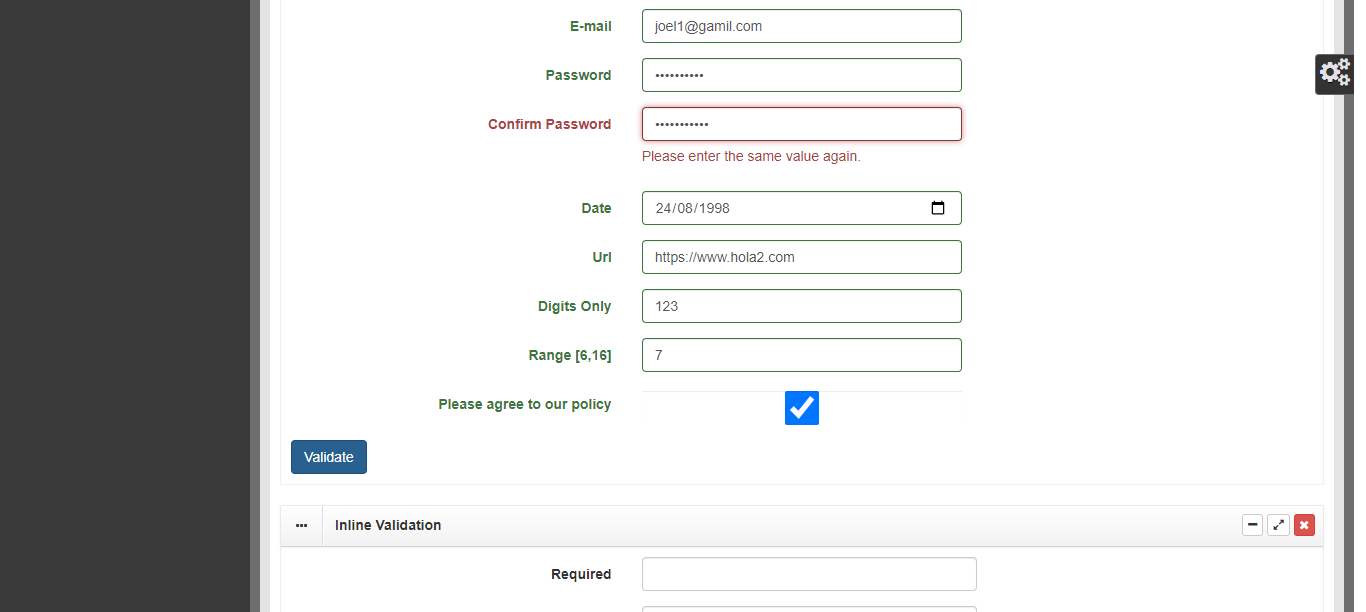 E-mail joel1@gamil.com
Password ••••••••••
Confirm Password •••••••••••
Please enter the same value again.
Date 24/08/1998
Url https://www.hola2.com
Digits Only 123
Range [6,16] 7
Please agree to our policy
Validate
Inline Validation
Required